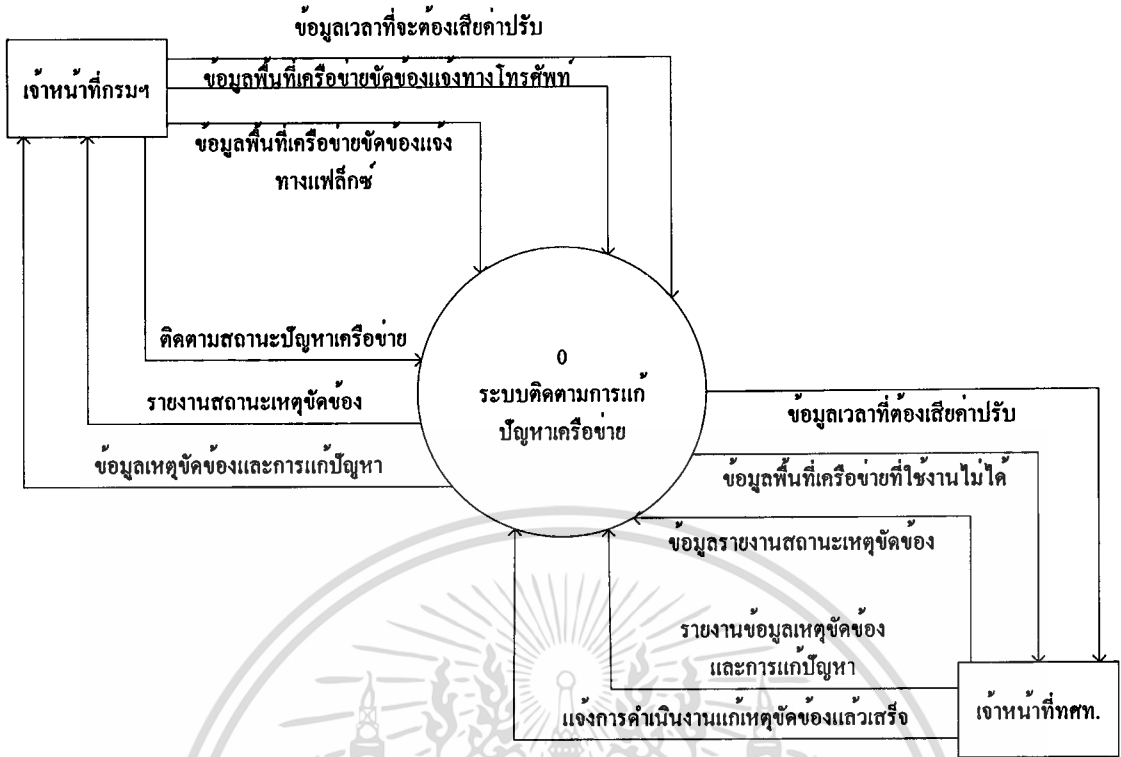 ข้อมูลเวลาที่จะต้องเสียค่าปรับ
เจ้าหน้าที่กรมฯ
ข้อมูลพื้นที่เครือข่ายขัดข้องแจ้งทางโทรศัพท์
ข้อมูลพื้นที่เครือข่ายขัดข้องแจ้ง
ทางแฟล็กซ์
ติดตามสถานะปัญหาเครือข่าย
รายงานสถานะเหตุขัดข้อง
ข้อมูลเหตุขัดข้องและการแก้ปัญหา
0
ระบบติดตามการแก้
ปัญหาเครือข่าย
ข้อมูลเวลาที่ต้องเสียค่าปรับ
ข้อมูลพื้นที่เครือข่ายที่ใช้งานไม่ได้
ข้อมูลรายงานสถานะเหตุขัดข้อง
รายงานข้อมูลเหตุขัดข้อง
และการแก้ปัญหา
แจ้งการดำเนินงานแก้เหตุขัดข้องแล้วเสร็จ
เจ้าหน้าที่ทศท.